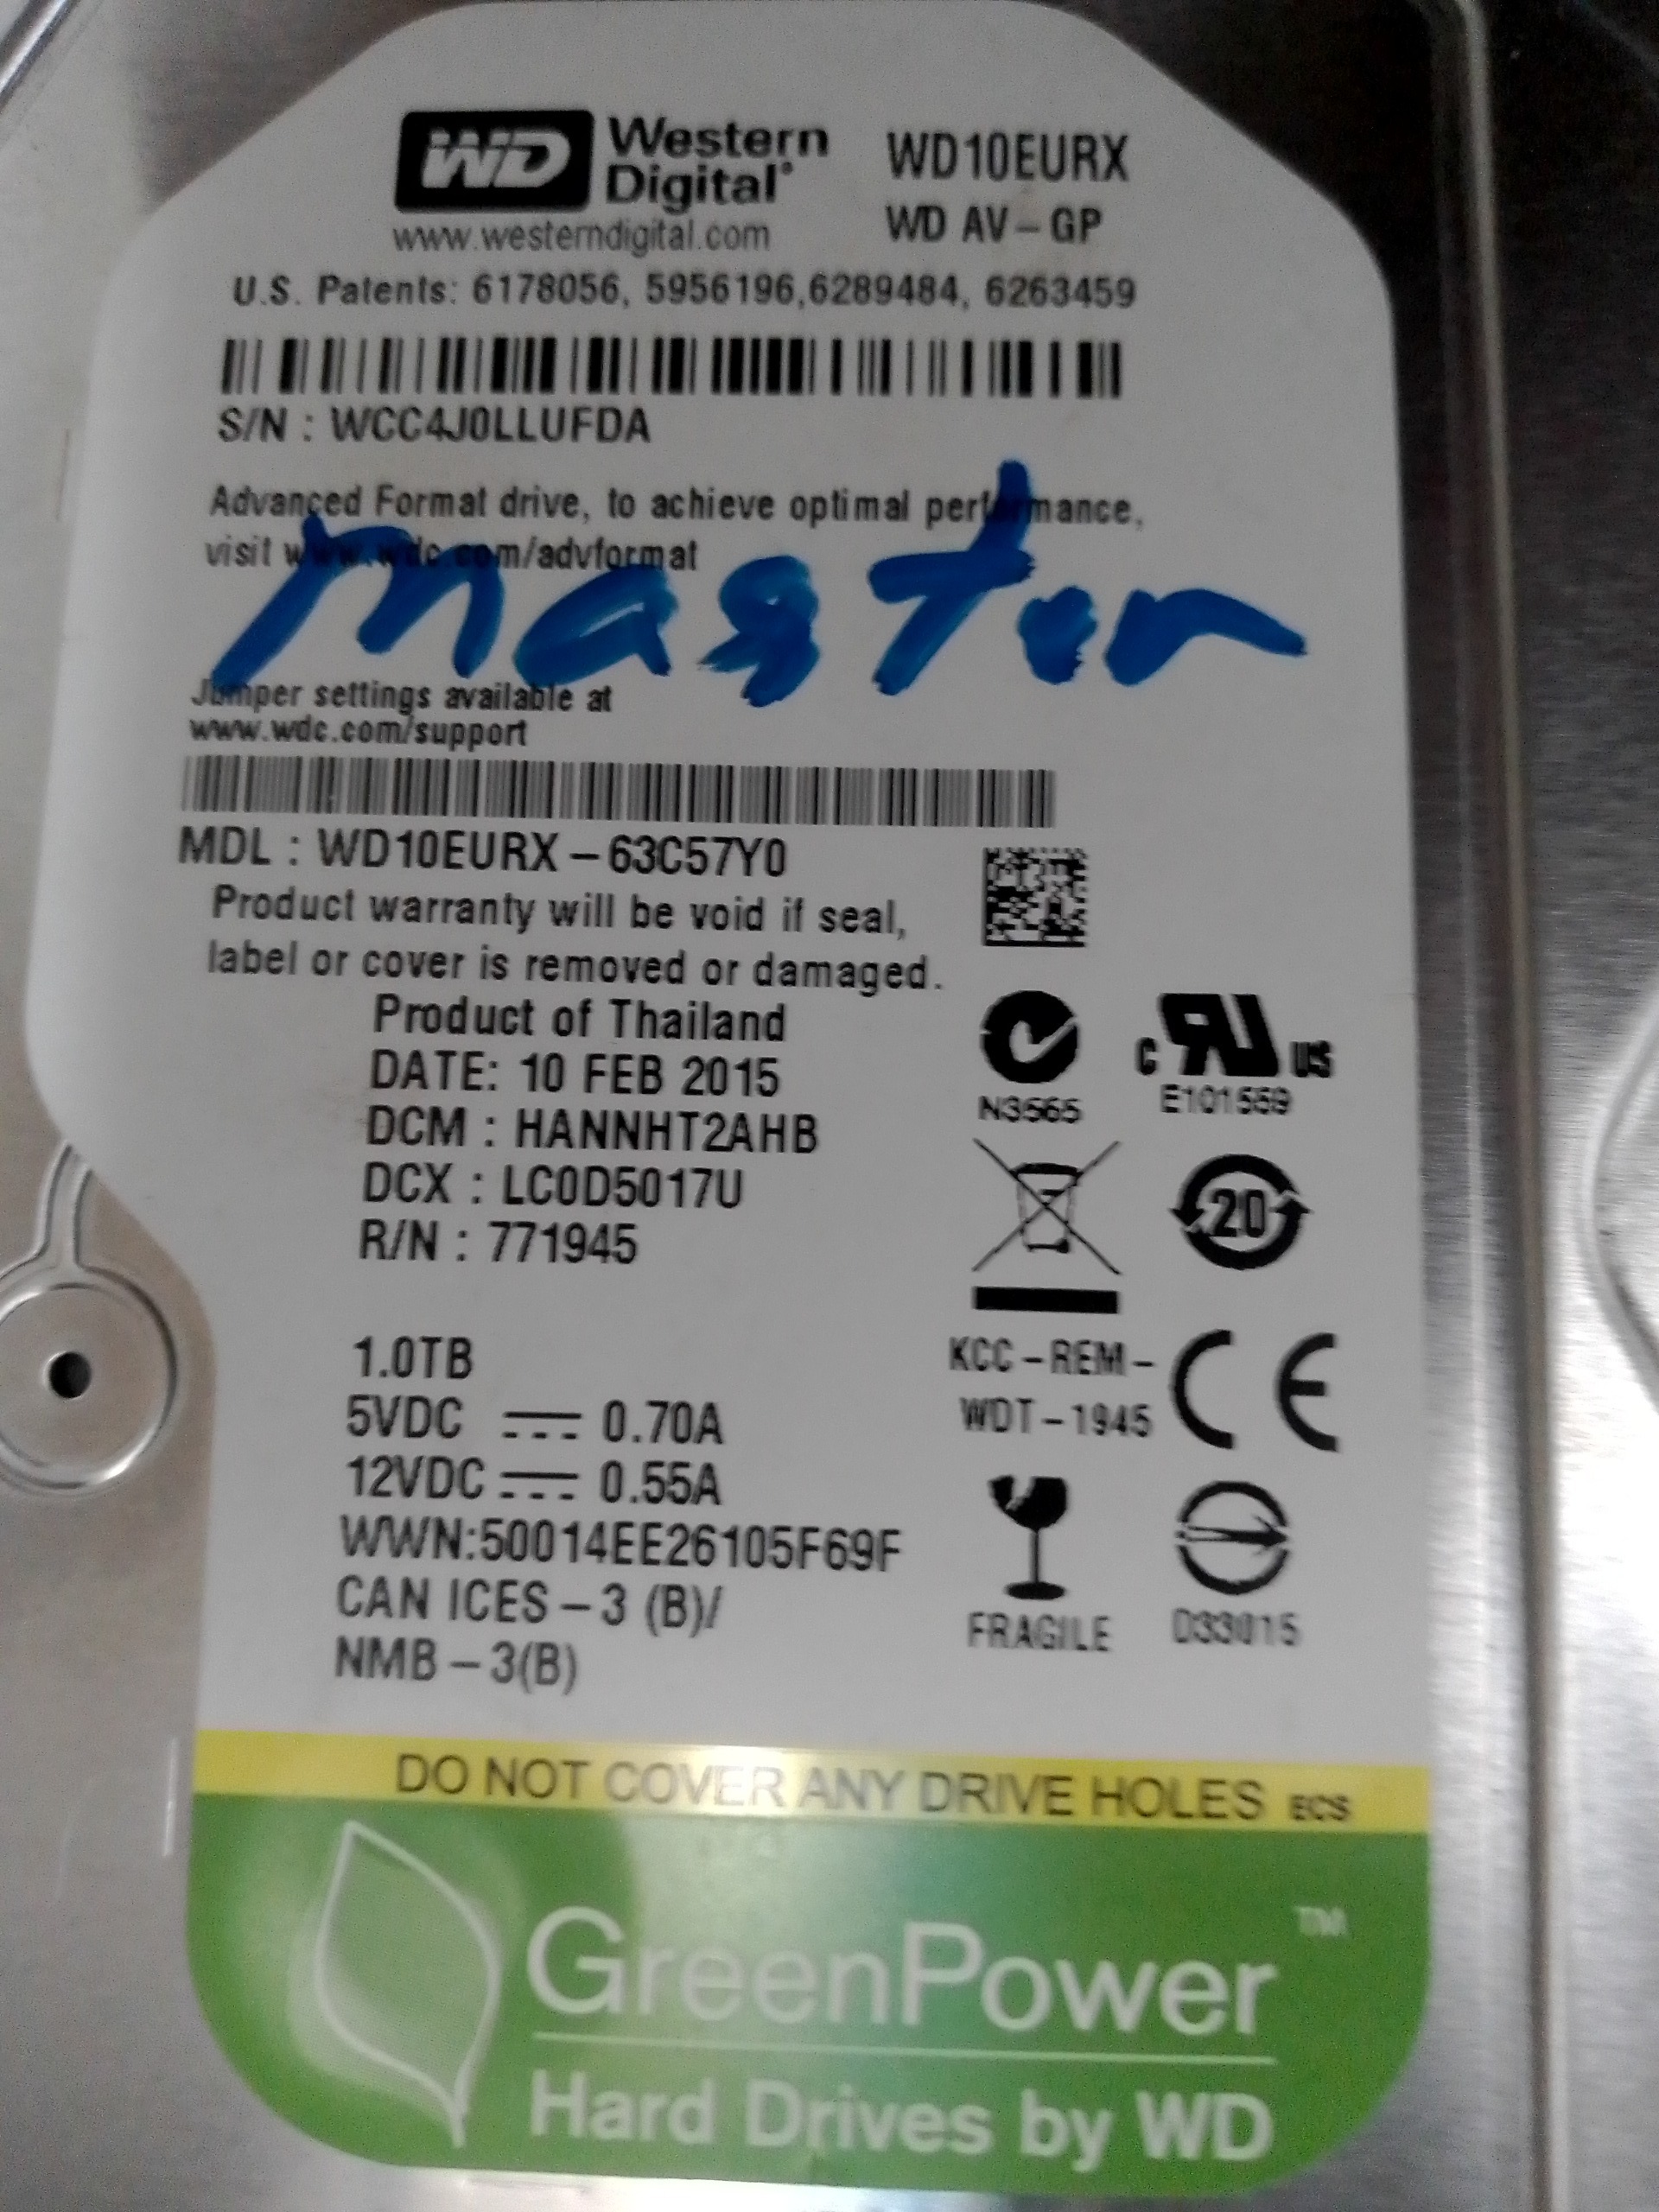 WD Western Digital® WD10EURX
www.westerndigital.com WD AV-GP
U.S. Patents: 6178056, 5956196,6289484, 6263459
S/N : WCC4J0LLUFDA
Advanced Format drive, to achieve optimal performance,
visit www.wdc.com/advformat
master
Jumper settings available at
www.wdc.com/support
MDL : WD10EURX-63C57Y0
Product warranty will be void if seal,
label or cover is removed or damaged.
Product of Thailand
DATE: 10 FEB 2015
DCM : HANNHT2AHB
DCX : LC0D5017U
R/N : 771945
N3565
c RU us
E101559
20
1.0TB
5VDC 0.70A
12VDC 0.55A
WWN:50014EE26105F69F
CAN ICES-3 (B)/
NMB-3(B)
KCC-REM-
WDT-1945
CE
FRAGILE
D33015
DO NOT COVER ANY DRIVE HOLES ECS
GreenPower™
Hard Drives by WD